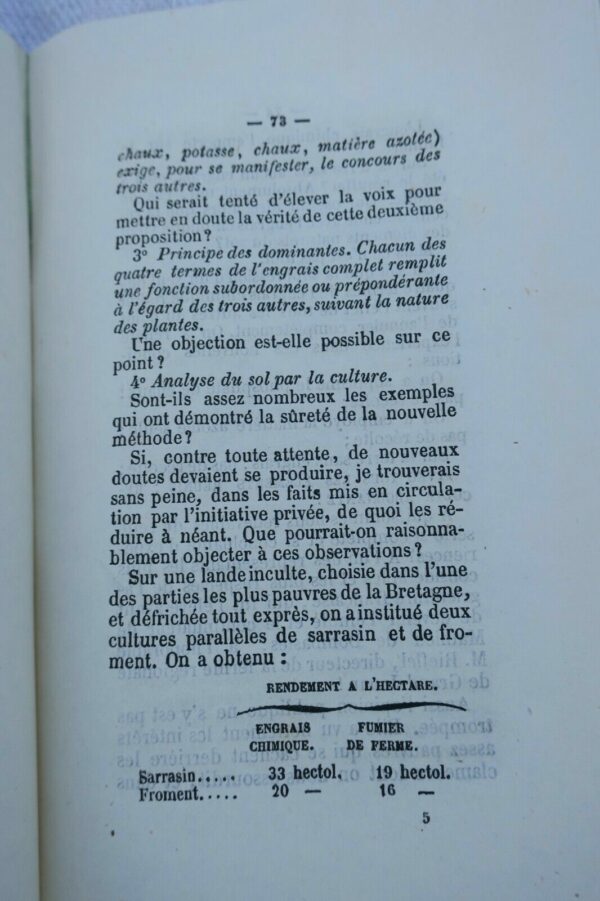 — 73 —
chaux, potasse, chaux, matière azotée)
exige, pour se manifester, le concours des
trois autres.
Qui serait tenté d'élever la voix pour
mettre en doute la vérité de cette deuxième
proposition?
3° Principe des dominantes. Chacun des
quatre termes de l'engrais complet remplit
une fonction subordonnée ou prépondérante
à l'égard des trois autres, suivant la nature
des plantes.
Une objection est-elle possible sur ce
point?
4° Analyse du sol par la culture.
Sont-ils assez nombreux les exemples
qui ont démontré la sûreté de la nouvelle
méthode?
Si, contre toute attente, de nouveaux
doutes devaient se produire, je trouverais
sans peine, dans les faits mis en circula-
tion par l'initiative privée, de quoi les ré-
duire à néant. Que pourrait-on raisonna-
blement objecter à ces observations?
Sur une lande inculte, choisie dans l'une
des parties les plus pauvres de la Bretagne,
et défrichée tout exprès, on a institué deux
cultures parallèles de sarrasin et de fro-
ment. On a obtenu :
RENDEMENT A L'HECTARE.
ENGRAIS FUMIER
CHIMIQUE. DE FERME.
Sarrasin..... 33 hectol. 19 hectol.
Froment..... 20 — 16 —
5